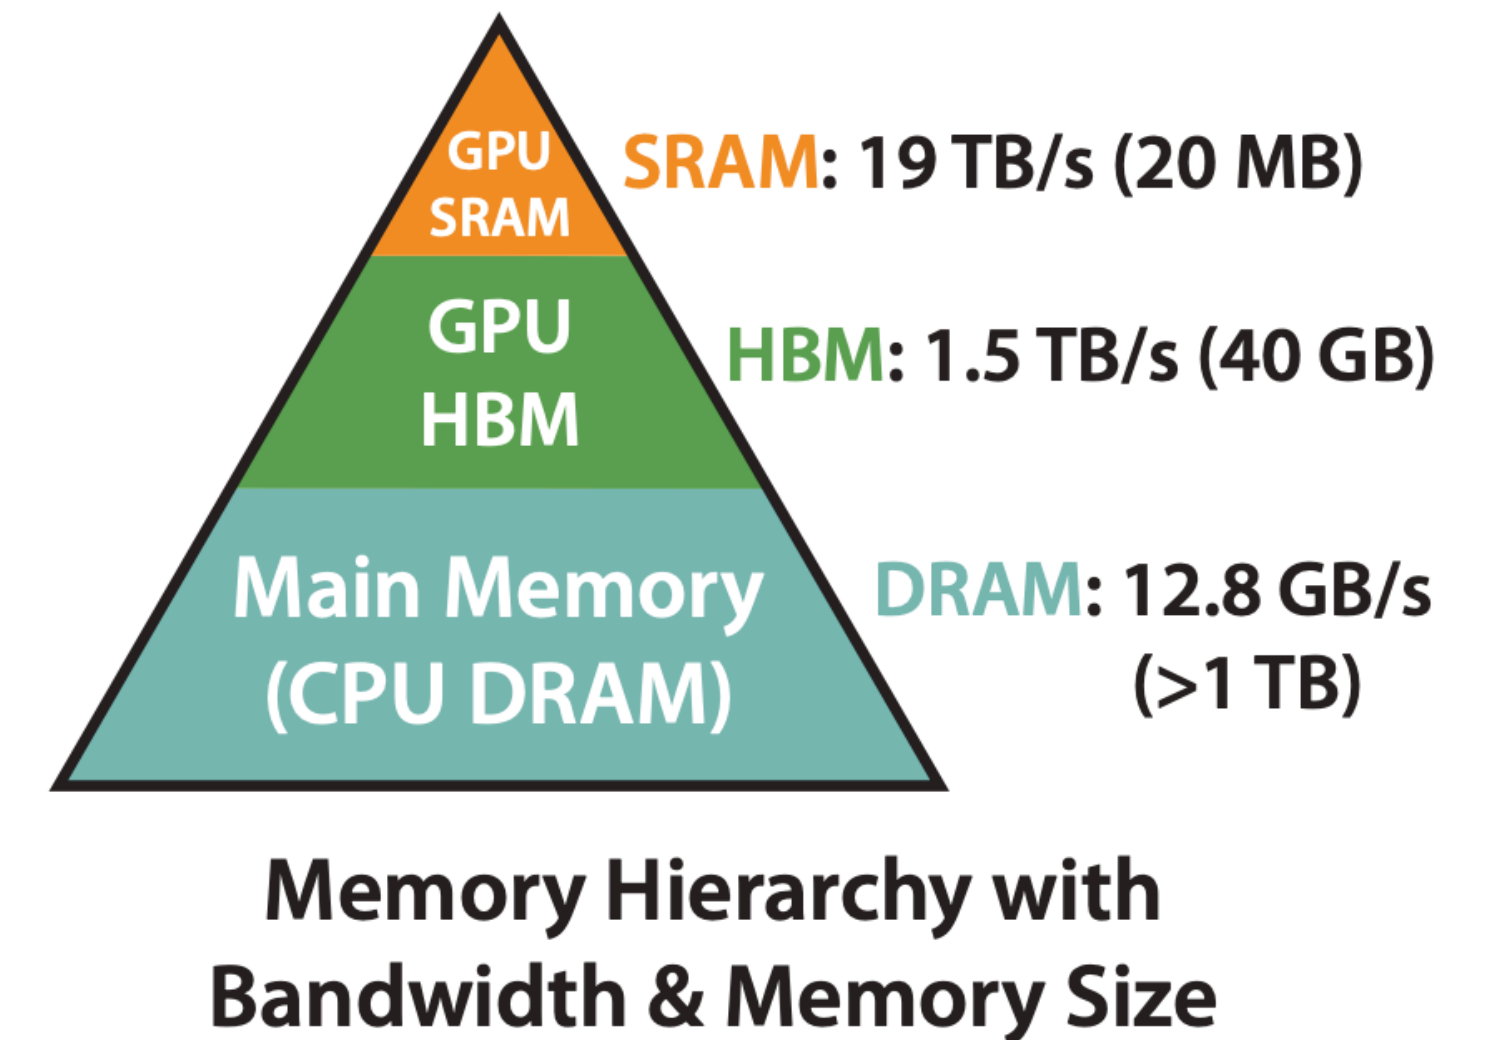 GPU
SRAM
SRAM: 19 TB/s (20 MB)
GPU
HBM
HBM: 1.5 TB/s (40 GB)
Main Memory
(CPU DRAM)
DRAM: 12.8 GB/s
(>1 TB)
Memory Hierarchy with
Bandwidth & Memory Size